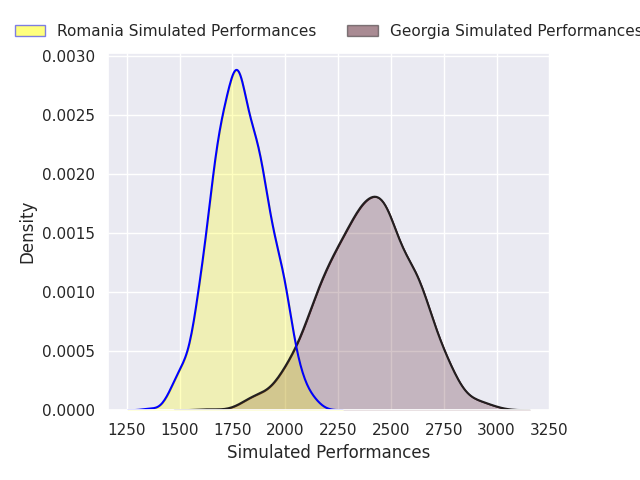 Romania Simulated Performances
Georgia Simulated Performances
0.0030
0.0025
0.0020
0.0015
0.0010
0.0005
0.0000
Density
1250 1500 1750 2000 2250 2500 2750 3000 3250
Simulated Performances